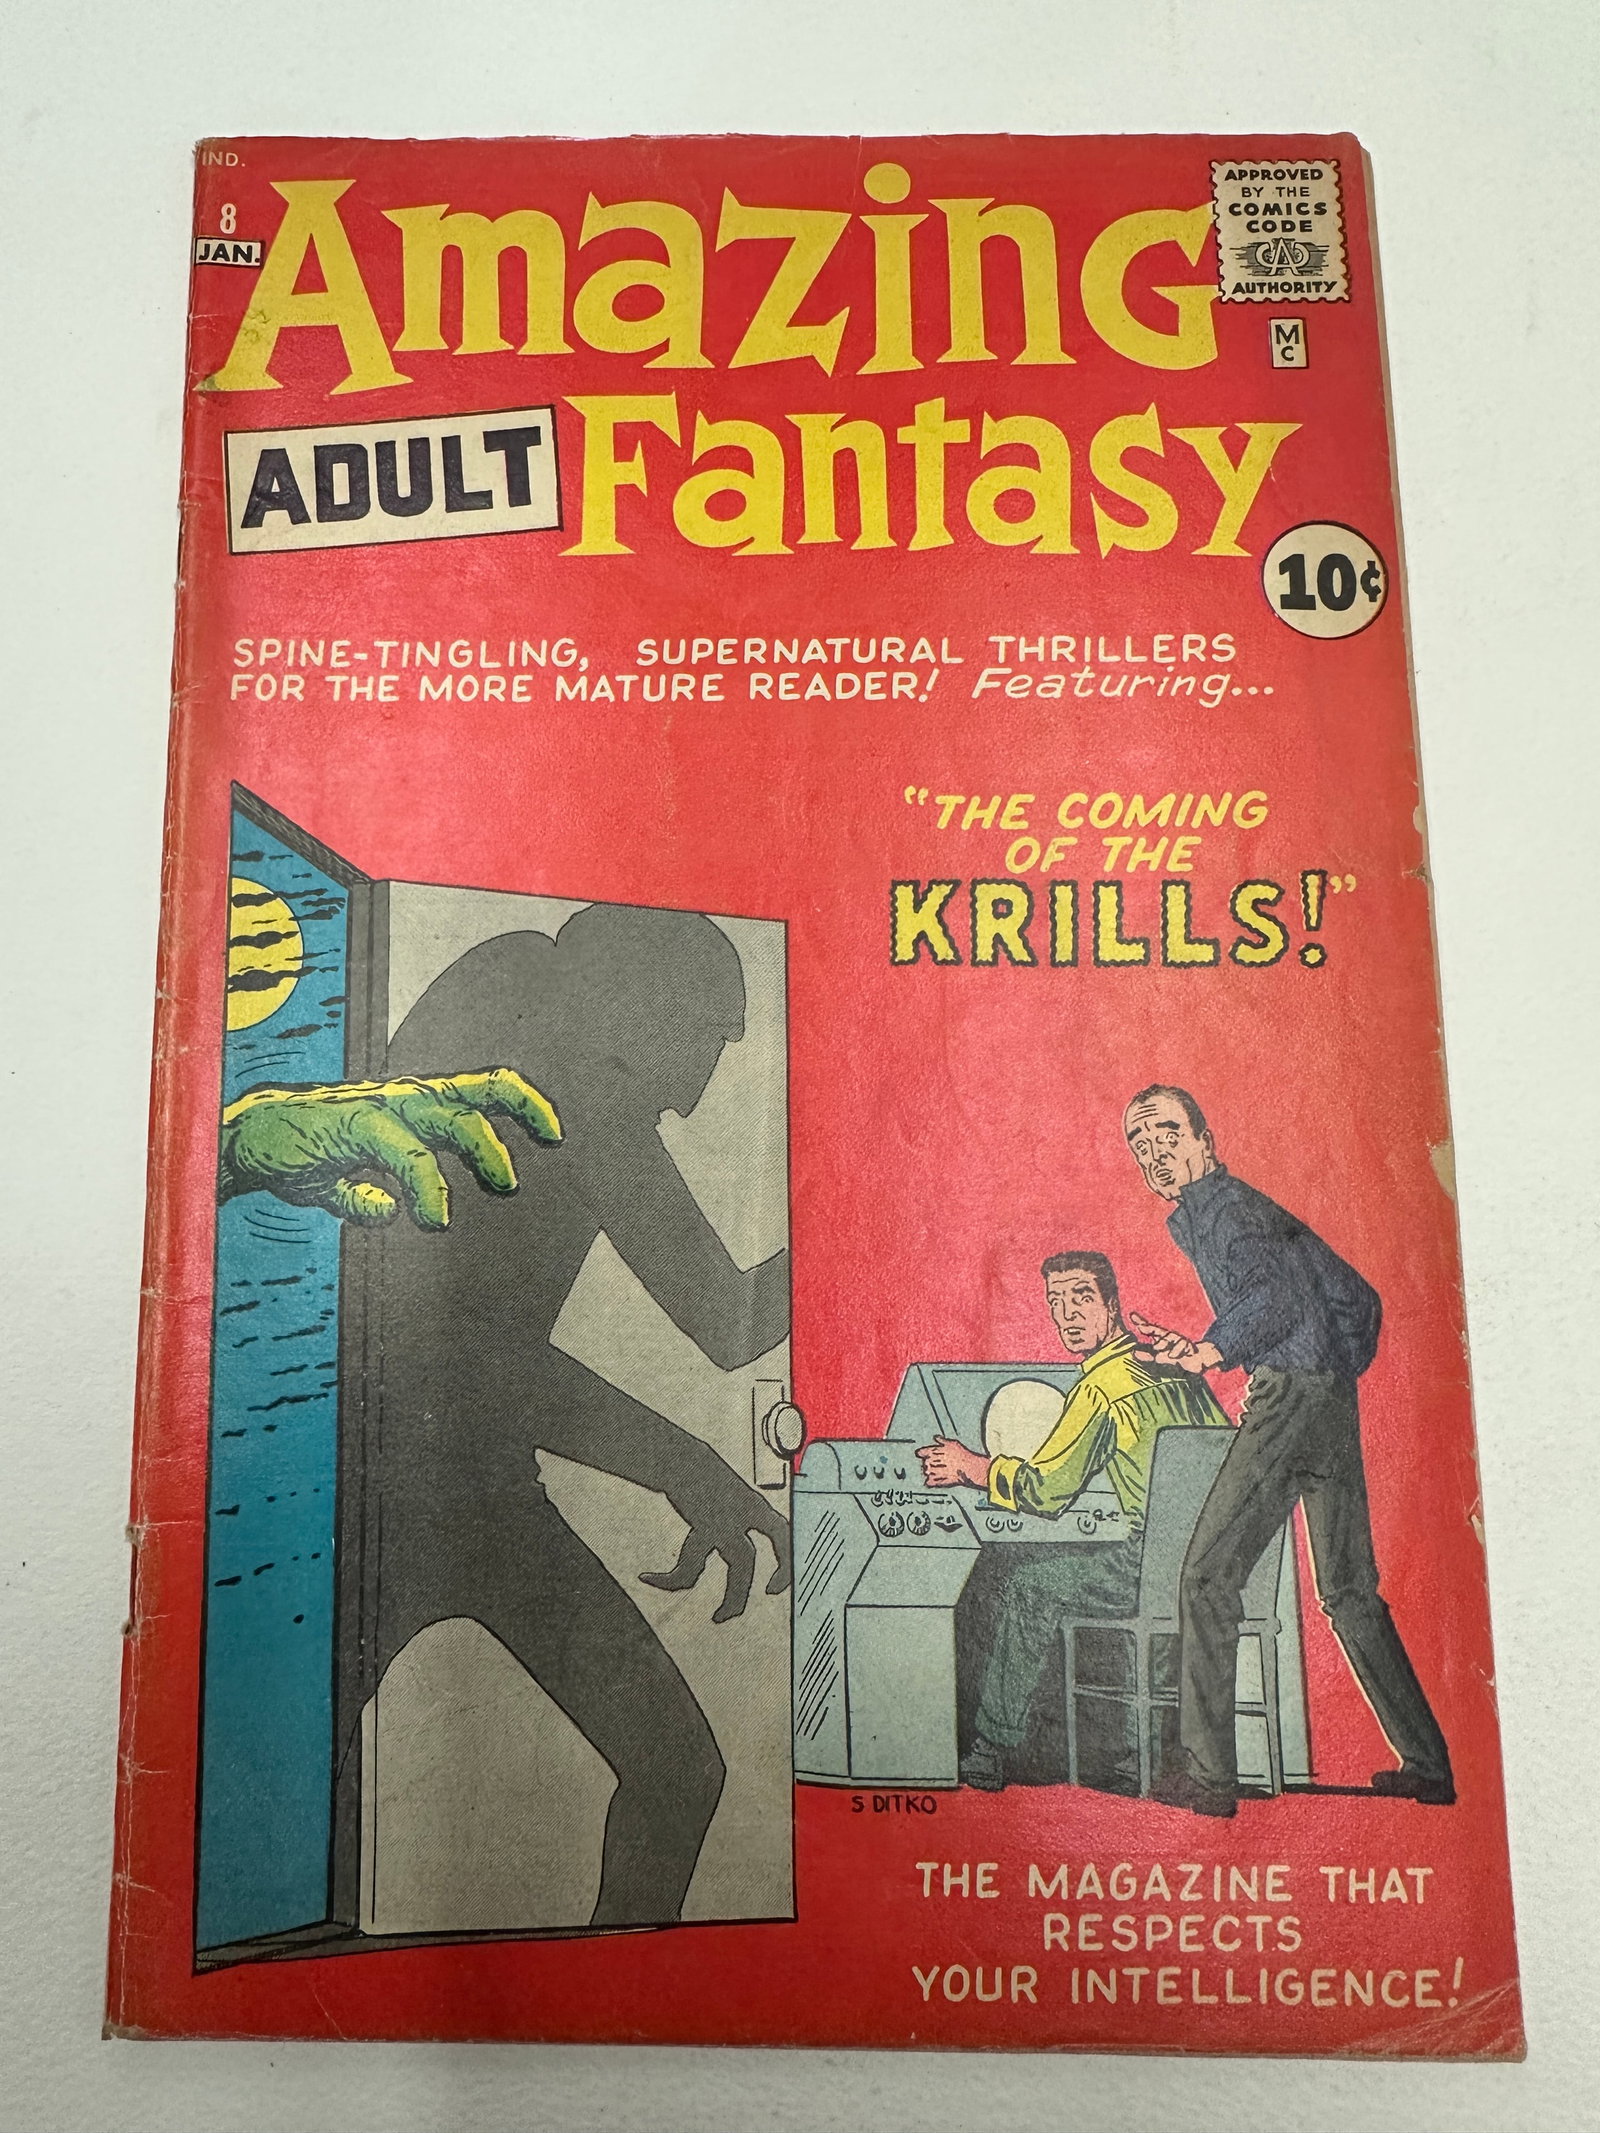 IND.
8
JAN.
Amazing
ADULT Fantasy
APPROVED
BY THE
COMICS
CODE
CA
AUTHORITY
M
C
10¢
SPINE-TINGLING, SUPERNATURAL THRILLERS
FOR THE MORE MATURE READER! Featuring...
"THE COMING
OF THE
KRILLS!"
S. DITKO
THE MAGAZINE THAT
RESPECTS
YOUR INTELLIGENCE!